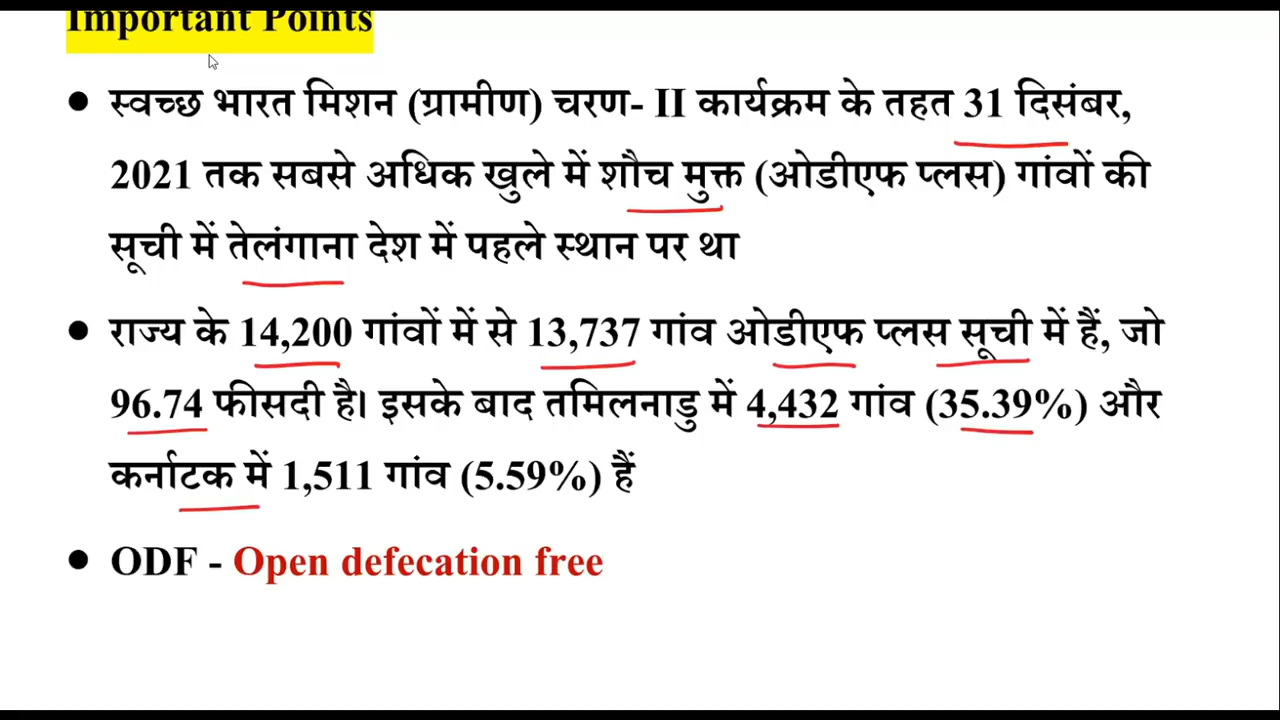 Important Points
• स्वच्छ भारत मिशन (ग्रामीण) चरण- II कार्यक्रम के तहत 31 दिसंबर,
2021 तक सबसे अधिक खुले में शौच मुक्त (ओडीएफ प्लस) गांवों की
सूची में तेलंगाना देश में पहले स्थान पर था
• राज्य के 14,200 गांवों में से 13,737 गांव ओडीएफ प्लस सूची में हैं, जो
96.74 फीसदी है। इसके बाद तमिलनाडु में 4,432 गांव (35.39%) और
कर्नाटक में 1,511 गांव (5.59%) हैं
• ODF - Open defecation free